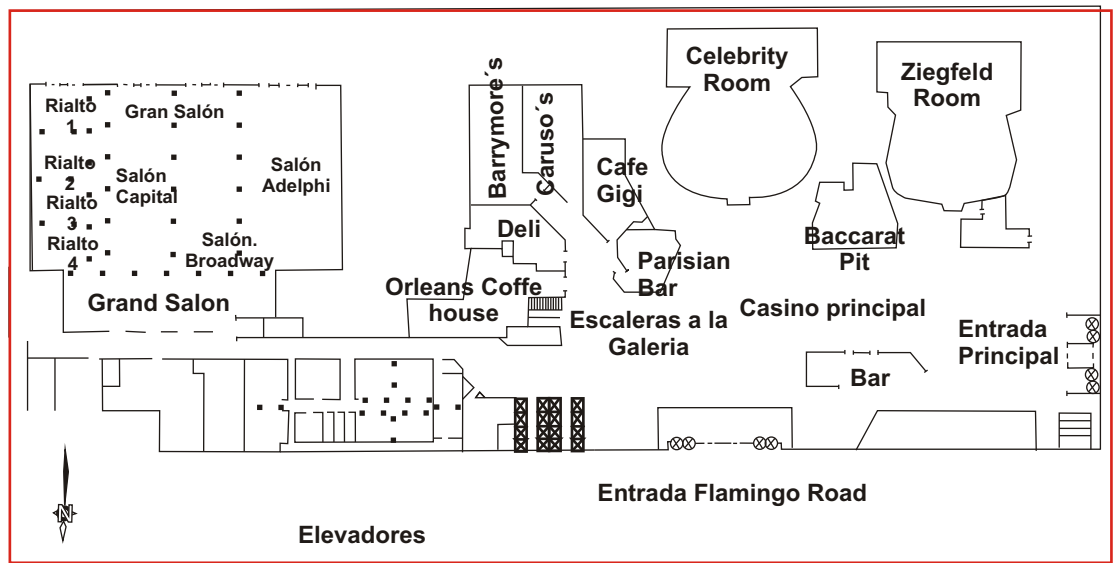 Celebrity
Room
Ziegfeld
Room
Barrymore´s
Caruso´s
Cafe
Gigi
Rialto
1
Gran Salón
Rialto
2
Salón
Capital
Salón
Adelphi
Rialto
3
Rialto
4
Salón.
Broadway
Grand Salon
Deli
Orleans Coffe
house
Parisian
Bar
Baccarat
Pit
Escaleras a la
Galeria
Casino principal
Entrada
Principal
Bar
Entrada Flamingo Road
N
Elevadores